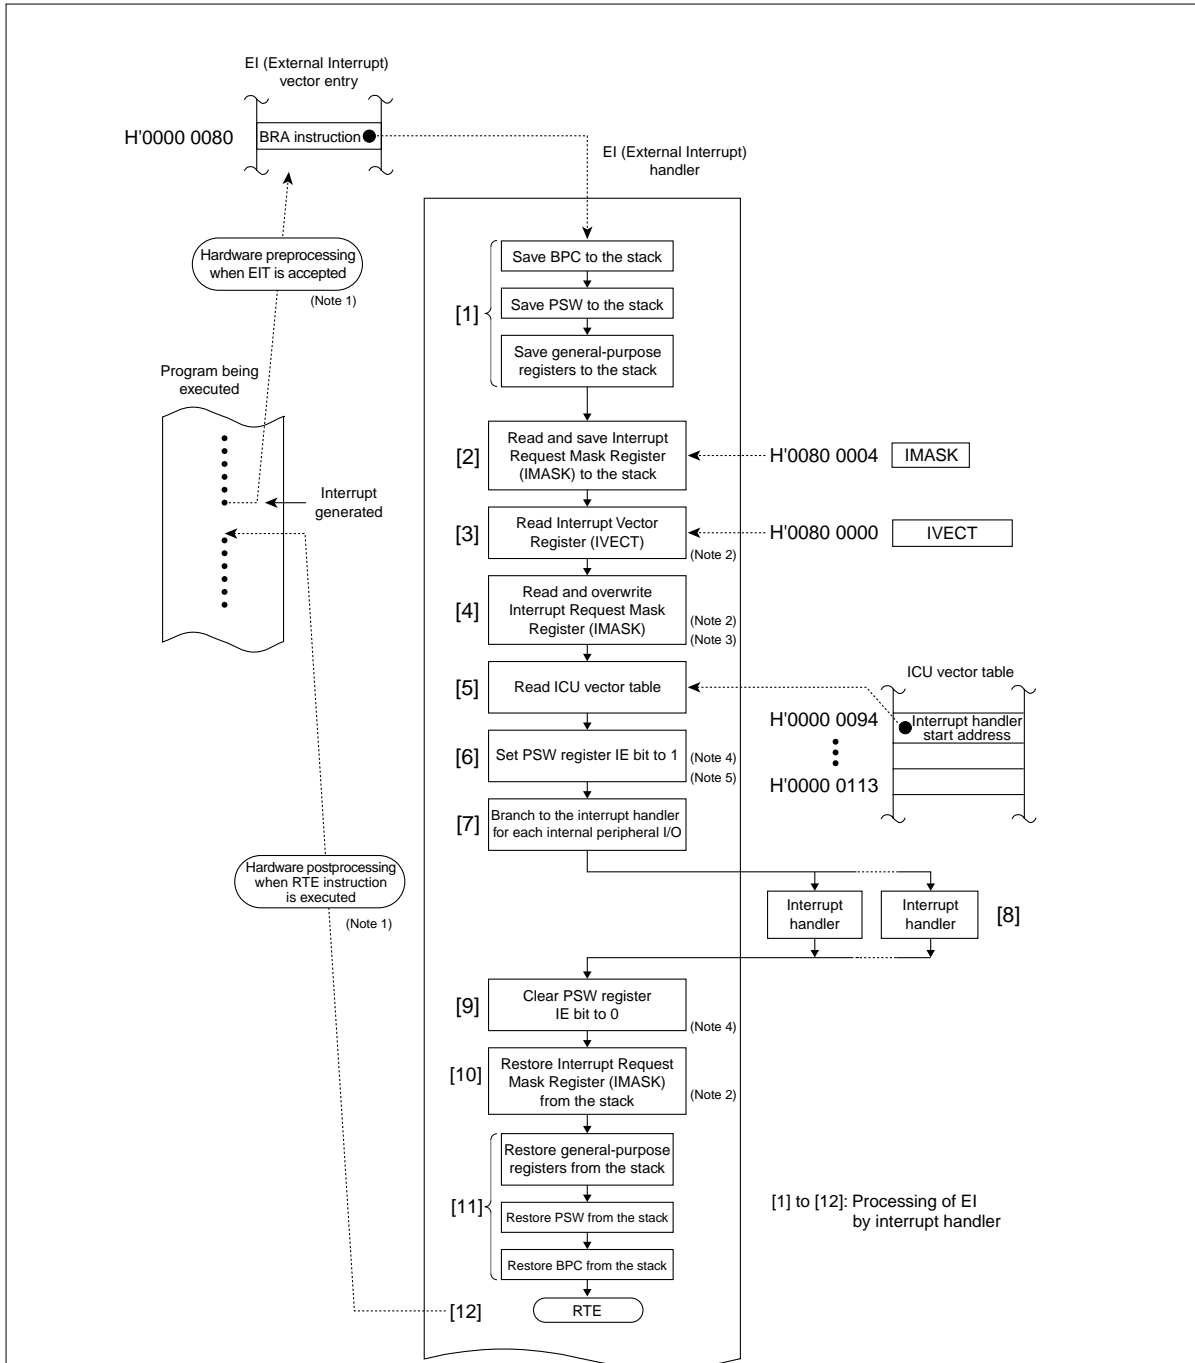 EI (External Interrupt)
vector entry
H'0000 0080
BRA instruction
EI (External Interrupt)
handler
Hardware preprocessing
when EIT is accepted
(Note 1)
Program being
executed
Interrupt
generated
[1]
Save BPC to the stack
Save PSW to the stack
Save general-purpose
registers to the stack
[2]
Read and save Interrupt
Request Mask Register
(IMASK) to the stack
H'0080 0004
IMASK
[3]
Read Interrupt Vector
Register (IVECT)
(Note 2)
H'0080 0000
IVECT
[4]
Read and overwrite
Interrupt Request Mask
Register (IMASK)
(Note 2)
(Note 3)
[5]
Read ICU vector table
ICU vector table
H'0000 0094
Interrupt handler
start address
H'0000 0113
[6]
Set PSW register IE bit to 1
(Note 4)
(Note 5)
[7]
Branch to the interrupt handler
for each internal peripheral I/O
Hardware postprocessing
when RTE instruction
is executed
(Note 1)
Interrupt
handler
Interrupt
handler
[8]
[9]
Clear PSW register
IE bit to 0
(Note 4)
[10]
Restore Interrupt Request
Mask Register (IMASK)
from the stack
(Note 2)
[11]
Restore general-purpose
registers from the stack
Restore PSW from the stack
Restore BPC from the stack
[12]
RTE
[1] to [12]: Processing of EI
by interrupt handler